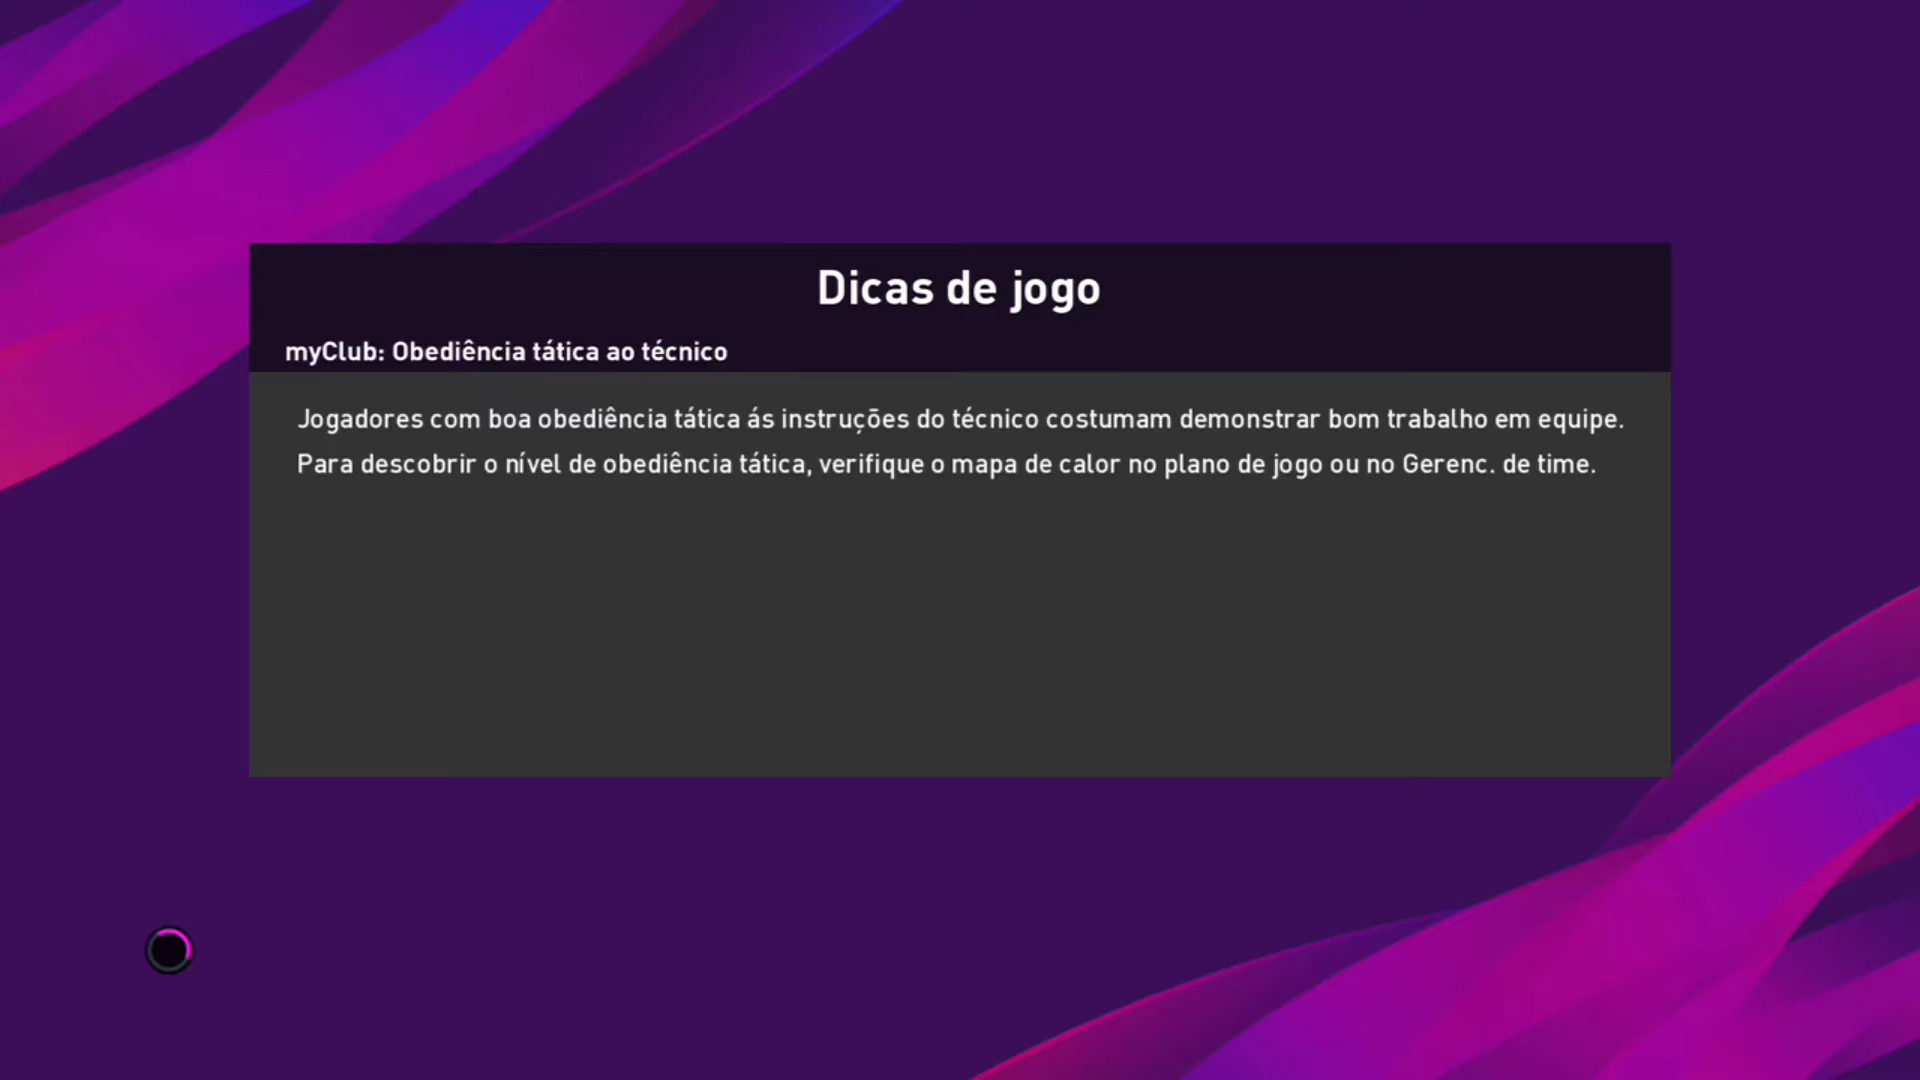 Dicas de jogo
myClub: Obediência tática ao técnico
Jogadores com boa obediência tática ás instruções do técnico costumam demonstrar bom trabalho em equipe.
Para descobrir o nível de obediência tática, verifique o mapa de calor no plano de jogo ou no Gerenc. de time.